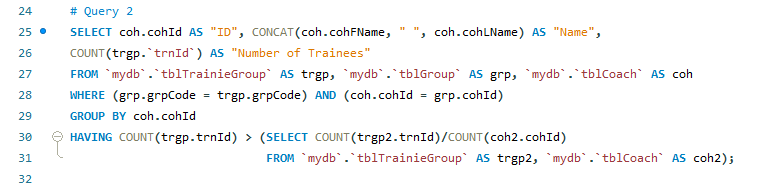 24 # Query 2
25 SELECT coh.cohId AS "ID", CONCAT(coh.cohFName, " ", coh.cohLName) AS "Name",
26 COUNT(trgp.`trnId`) AS "Number of Trainees"
27 FROM `mydb`.`tblTrainieGroup` AS trgp, `mydb`.`tblGroup` AS grp, `mydb`.`tblCoach` AS coh
28 WHERE (grp.grpCode = trgp.grpCode) AND (coh.cohId = grp.cohId)
29 GROUP BY coh.cohId
30 HAVING COUNT(trgp.trnId) > (SELECT COUNT(trgp2.trnId)/COUNT(coh2.cohId)
31 FROM `mydb`.`tblTrainieGroup` AS trgp2, `mydb`.`tblCoach` AS coh2);
32